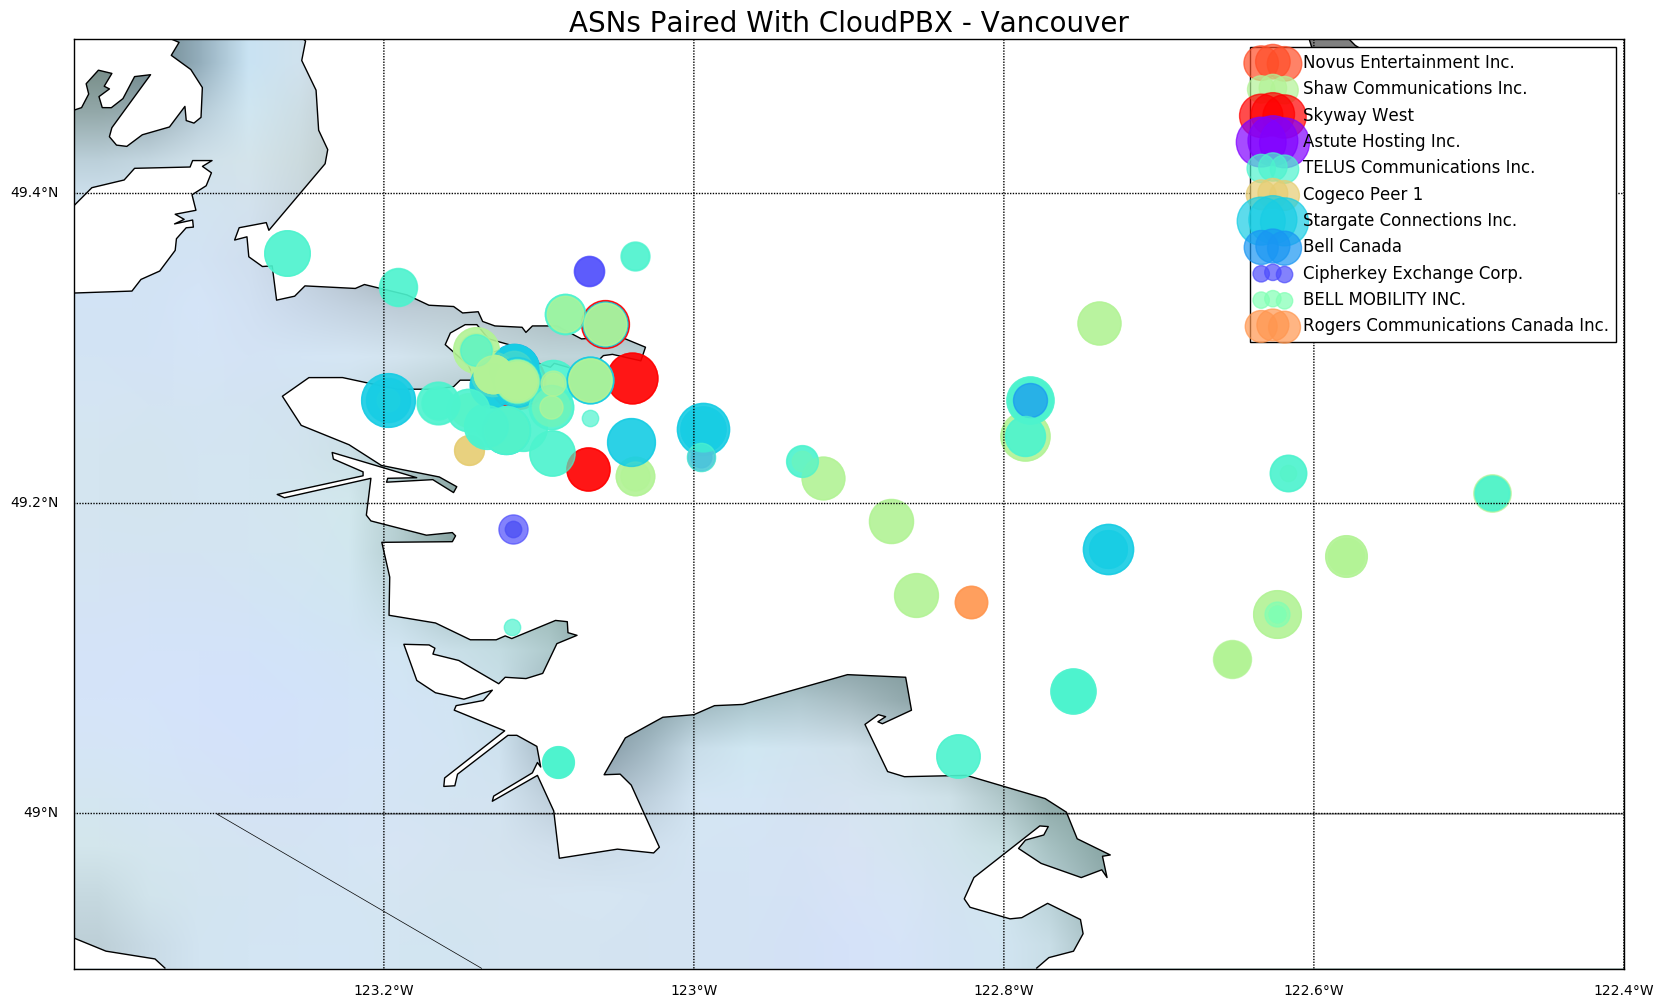 ASNs Paired With CloudPBX - Vancouver
Novus Entertainment Inc.
Shaw Communications Inc.
Skyway West
Astute Hosting Inc.
TELUS Communications Inc.
Cogeco Peer 1
Stargate Connections Inc.
Bell Canada
Cipherkey Exchange Corp.
BELL MOBILITY INC.
Rogers Communications Canada Inc.
49.4°N
49.2°N
49°N
123.2°W
123°W
122.8°W
122.6°W
122.4°W